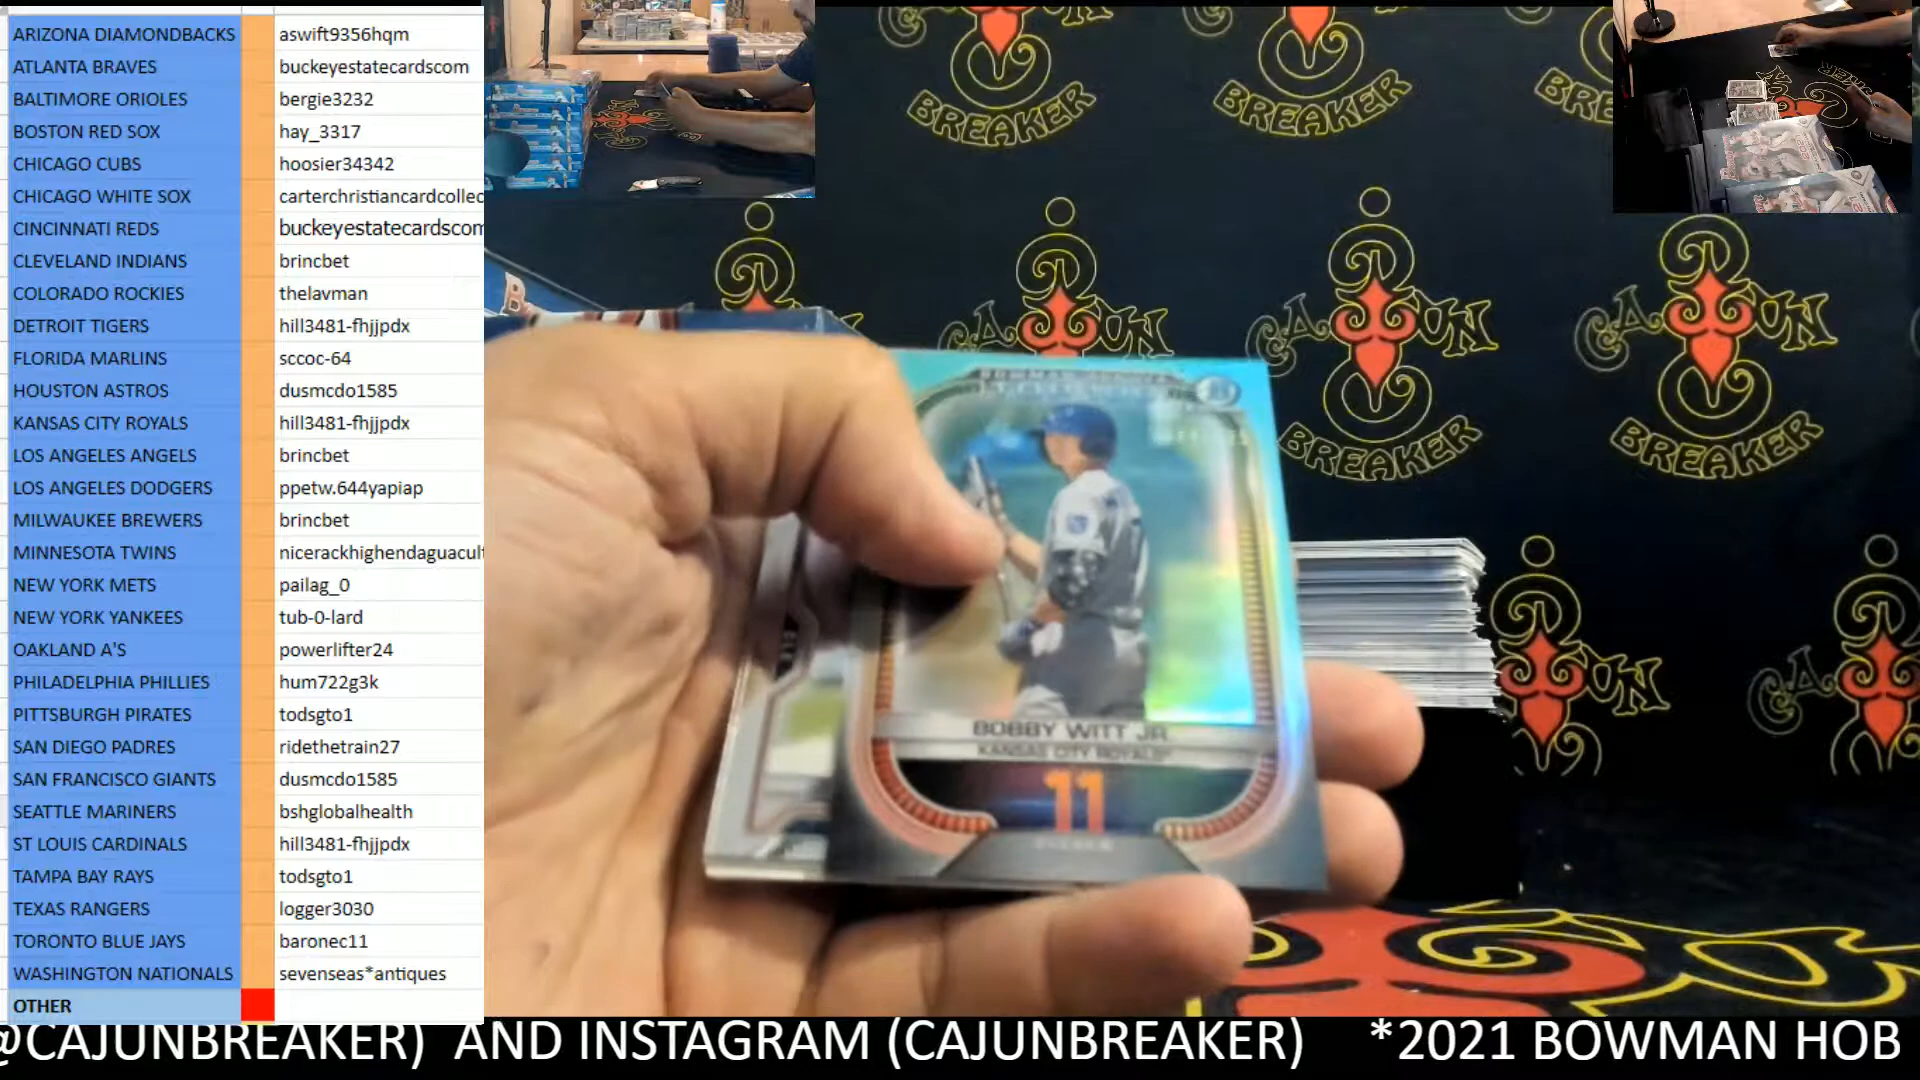 ARIZONA DIAMONDBACKS aswift9356hqm
ATLANTA BRAVES buckeyestatecardscom
BALTIMORE ORIOLES bergie3232
BOSTON RED SOX hay_3317
CHICAGO CUBS hoosier34342
CHICAGO WHITE SOX carterchristiancardcollec
CINCINNATI REDS buckeyestatecardscom
CLEVELAND INDIANS brincbet
COLORADO ROCKIES thelavman
DETROIT TIGERS hill3481-fhjjpdx
FLORIDA MARLINS sccoc-64
HOUSTON ASTROS dusmcdo1585
KANSAS CITY ROYALS hill3481-fhjjpdx
LOS ANGELES ANGELS brincbet
LOS ANGELES DODGERS ppetw.644yapiap
MILWAUKEE BREWERS brincbet
MINNESOTA TWINS nicerackhighendaguacult
NEW YORK METS pailag_0
NEW YORK YANKEES tub-0-lard
OAKLAND A'S powerlifter24
PHILADELPHIA PHILLIES hum722g3k
PITTSBURGH PIRATES todsgto1
SAN DIEGO PADRES ridethetrain27
SAN FRANCISCO GIANTS dusmcdo1585
SEATTLE MARINERS bshglobalhealth
ST LOUIS CARDINALS hill3481-fhjjpdx
TAMPA BAY RAYS todsgto1
TEXAS RANGERS logger3030
TORONTO BLUE JAYS baronec11
WASHINGTON NATIONALS sevenseas*antiques
OTHER
BREAKER
BREAKER
BREAKER
CAJUN
BREAKER
CAJUN
BREAKER
BOBBY WITT JR.
KANSAS CITY ROYALS
11
@CAJUNBREAKER) AND INSTAGRAM (CAJUNBREAKER) *2021 BOWMAN HOB